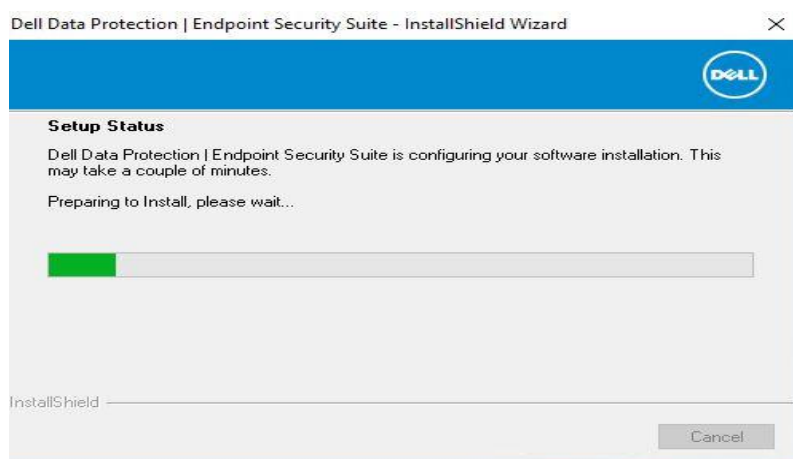 Dell Data Protection | Endpoint Security Suite - InstallShield Wizard
DELL
Setup Status
Dell Data Protection | Endpoint Security Suite is configuring your software installation. This
may take a couple of minutes.
Preparing to Install, please wait...
InstallShield
Cancel